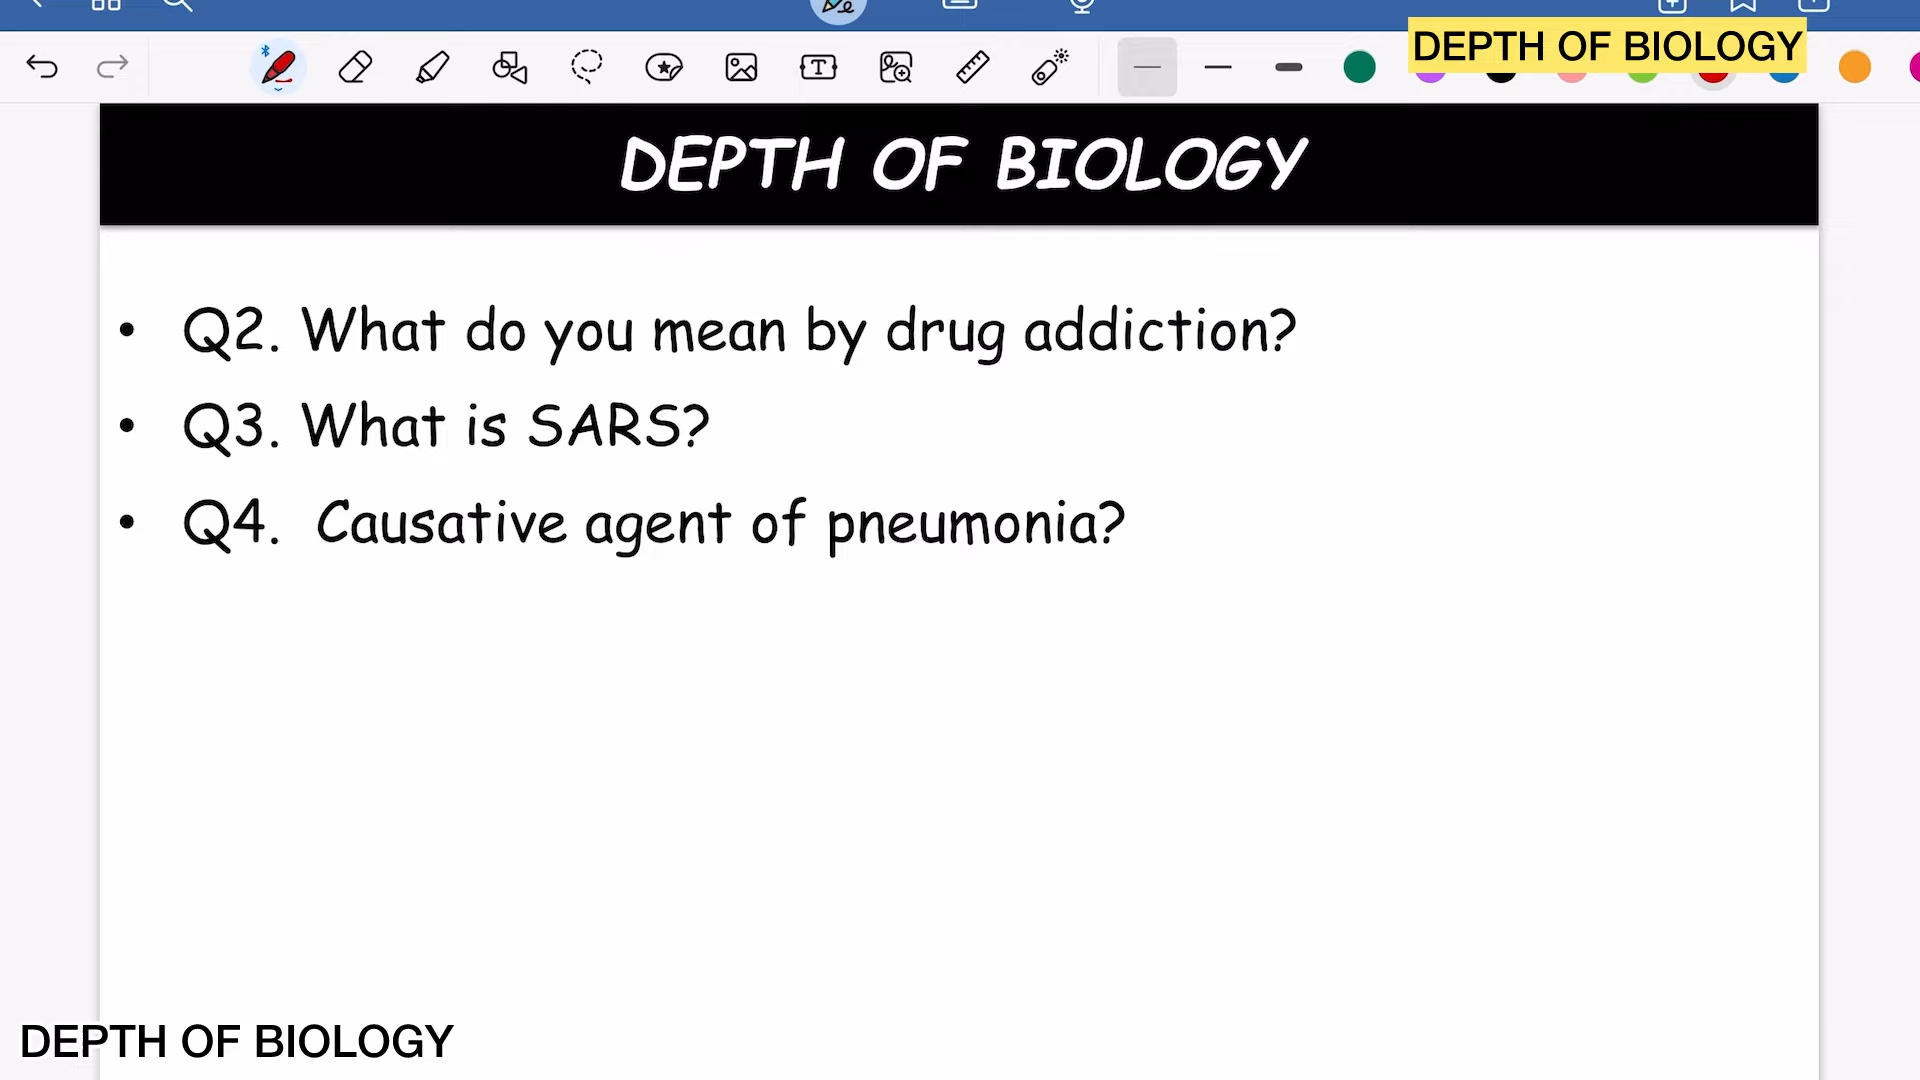 DEPTH OF BIOLOGY
DEPTH OF BIOLOGY
• Q2. What do you mean by drug addiction?
• Q3. What is SARS?
• Q4. Causative agent of pneumonia?
DEPTH OF BIOLOGY